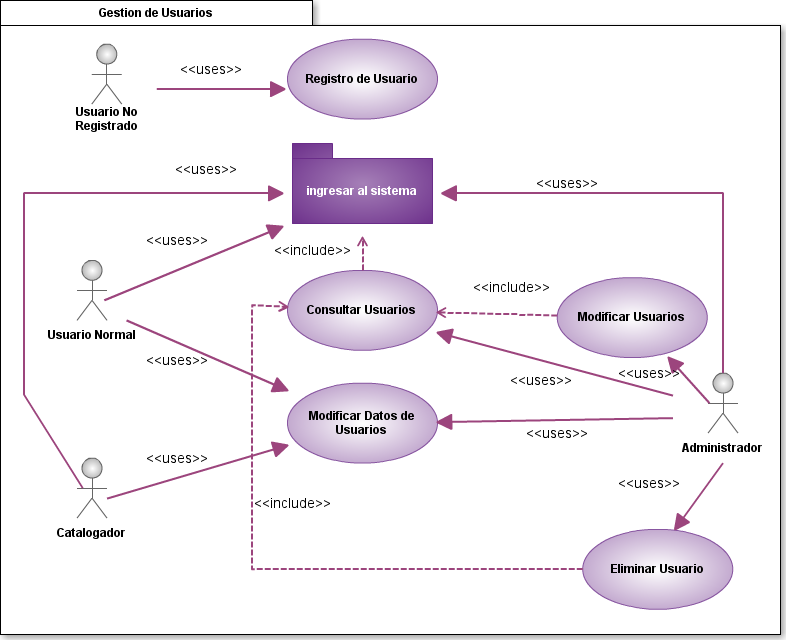 Gestion de Usuarios
<<uses>>
Registro de Usuario
Usuario No
Registrado
<<uses>>
ingresar al sistema
<<uses>>
<<uses>>
<<include>>
Consultar Usuarios
<<include>>
Modificar Usuarios
Usuario Normal
<<uses>>
<<uses>>
<<uses>>
Modificar Datos de
Usuarios
<<uses>>
Administrador
<<uses>>
Catalogador
<<include>>
<<uses>>
Eliminar Usuario